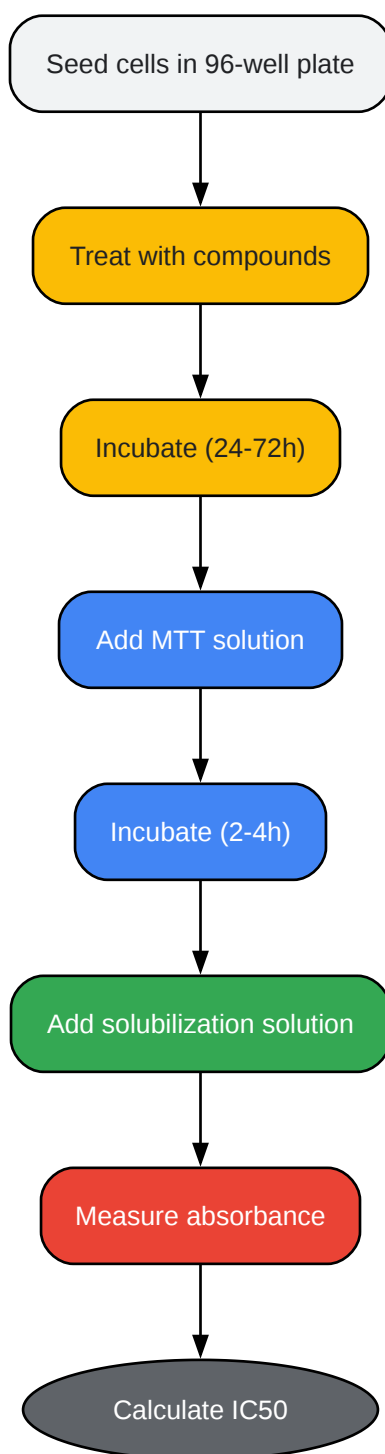 Seed cells in 96-well plate
Treat with compounds
Incubate (24-72h)
Add MTT solution
Incubate (2-4h)
Add solubilization solution
Measure absorbance
Calculate IC50